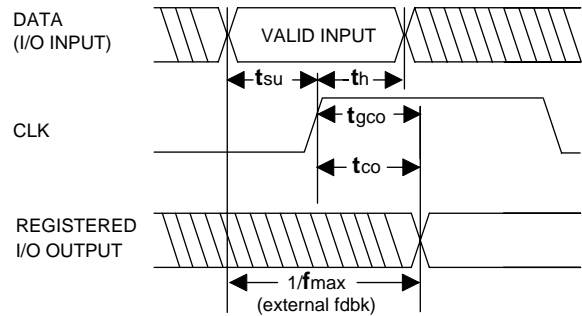 DATA
(I/O INPUT)
VALID INPUT
tsu
th
CLK
tgco
tco
REGISTERED
I/O OUTPUT
1/fmax
(external fdbk)